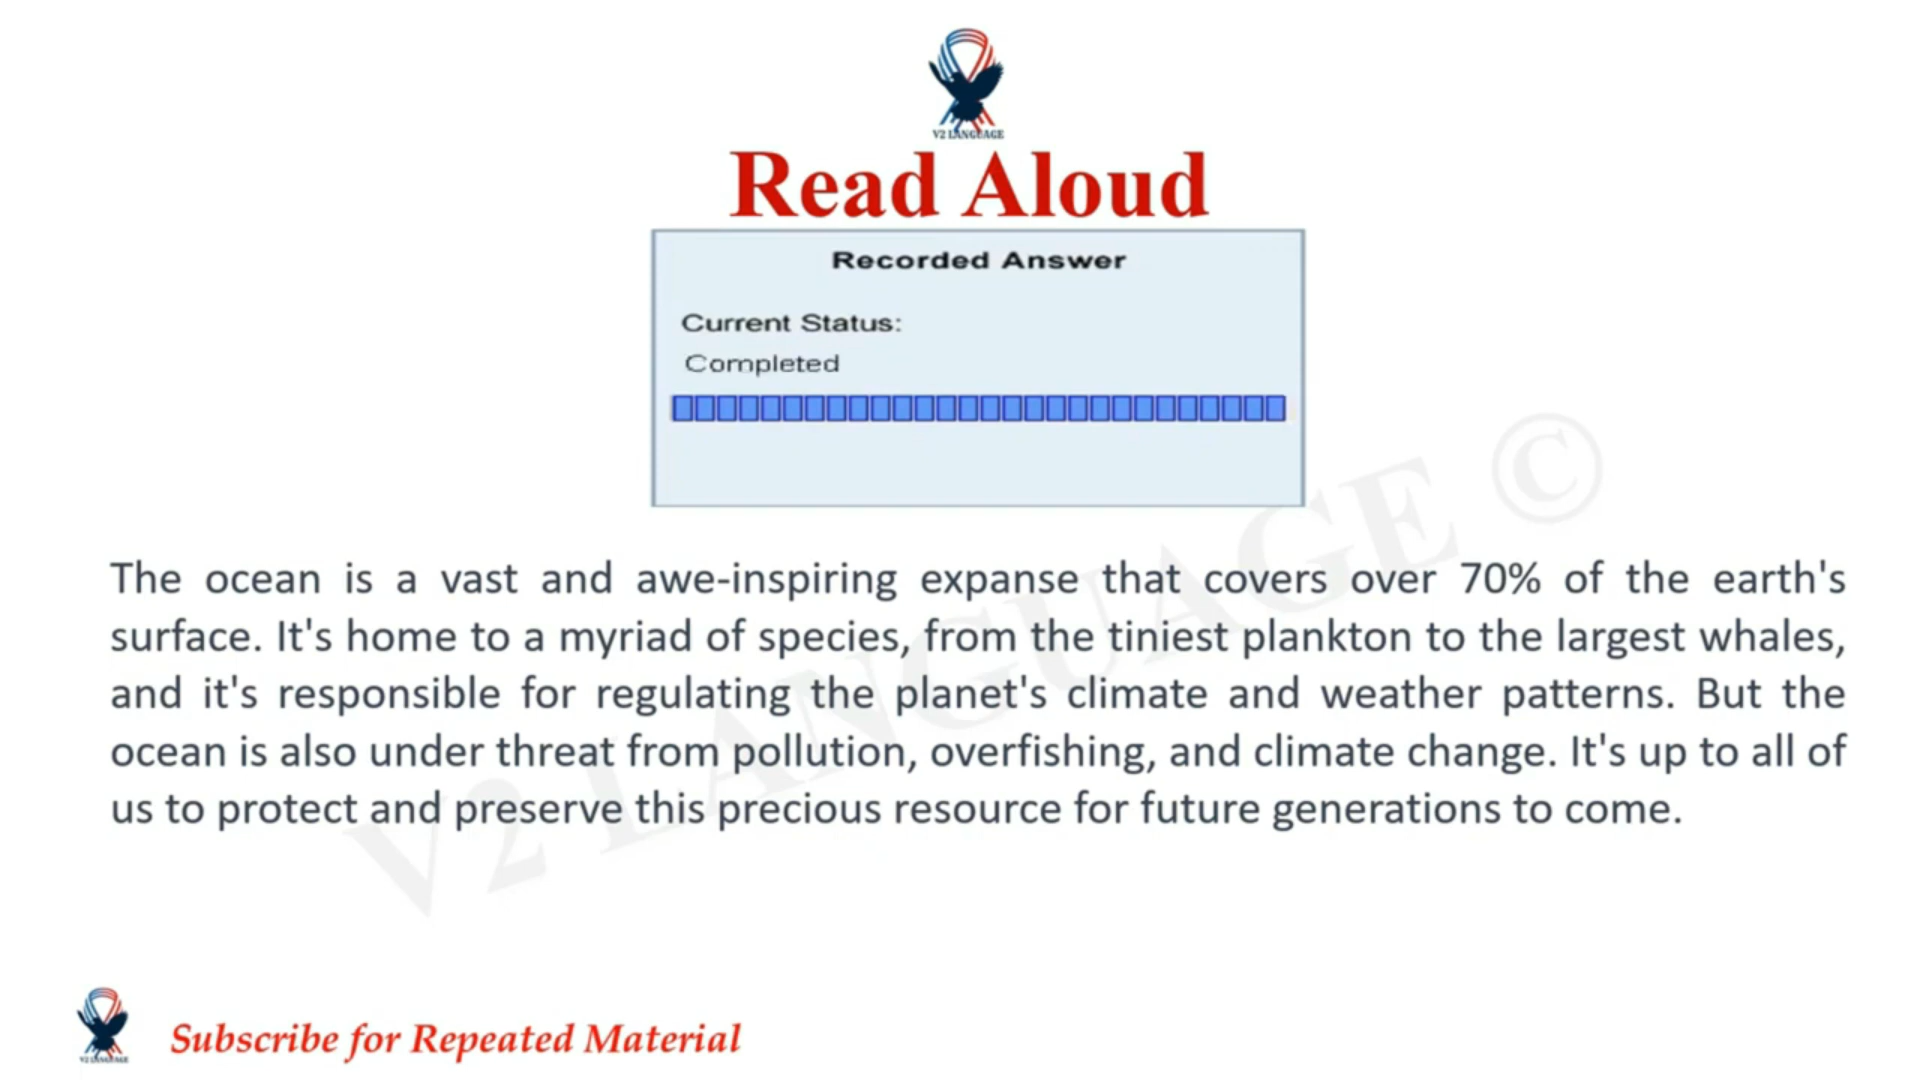 V2 LANGUAGE
Read Aloud
Recorded Answer
Current Status:
Completed
The ocean is a vast and awe-inspiring expanse that covers over 70% of the earth's
surface. It's home to a myriad of species, from the tiniest plankton to the largest whales,
and it's responsible for regulating the planet's climate and weather patterns. But the
ocean is also under threat from pollution, overfishing, and climate change. It's up to all of
us to protect and preserve this precious resource for future generations to come.
V2 LANGUAGE ©
V2 LANGUAGE
Subscribe for Repeated Material